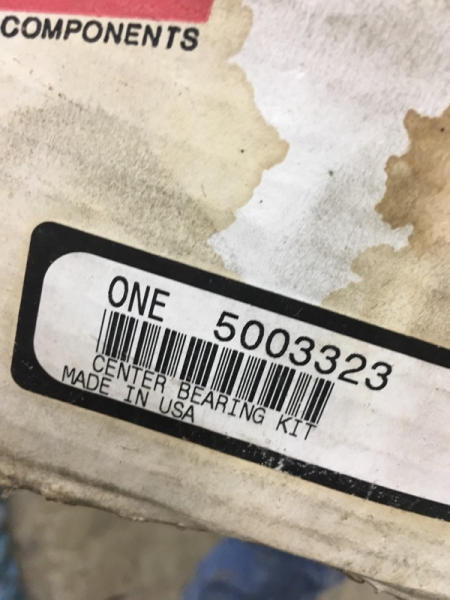 COMPONENTS
ONE 5003323
CENTER BEARING KIT
MADE IN USA